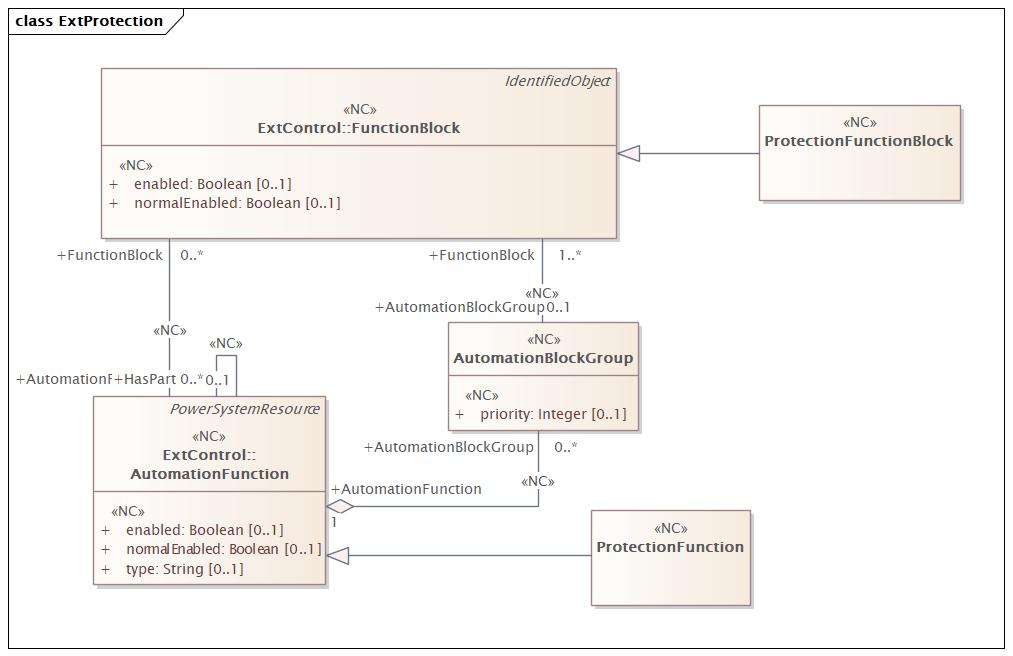 class ExtProtection
IdentifiedObject
«NC»
ExtControl::FunctionBlock
«NC»
+ enabled: Boolean [0..1]
+ normalEnabled: Boolean [0..1]
«NC»
ProtectionFunctionBlock
+FunctionBlock 0..*
+FunctionBlock 1..*
«NC»
+AutomationBlockGroup 0..1
«NC»
«NC»
+AutomationF+HasPart 0..* 0..1
«NC»
AutomationBlockGroup
«NC»
+ priority: Integer [0..1]
PowerSystemResource
«NC»
ExtControl::
AutomationFunction
«NC»
+ enabled: Boolean [0..1]
+ normalEnabled: Boolean [0..1]
+ type: String [0..1]
+AutomationBlockGroup 0..*
«NC»
+AutomationFunction
1
«NC»
ProtectionFunction